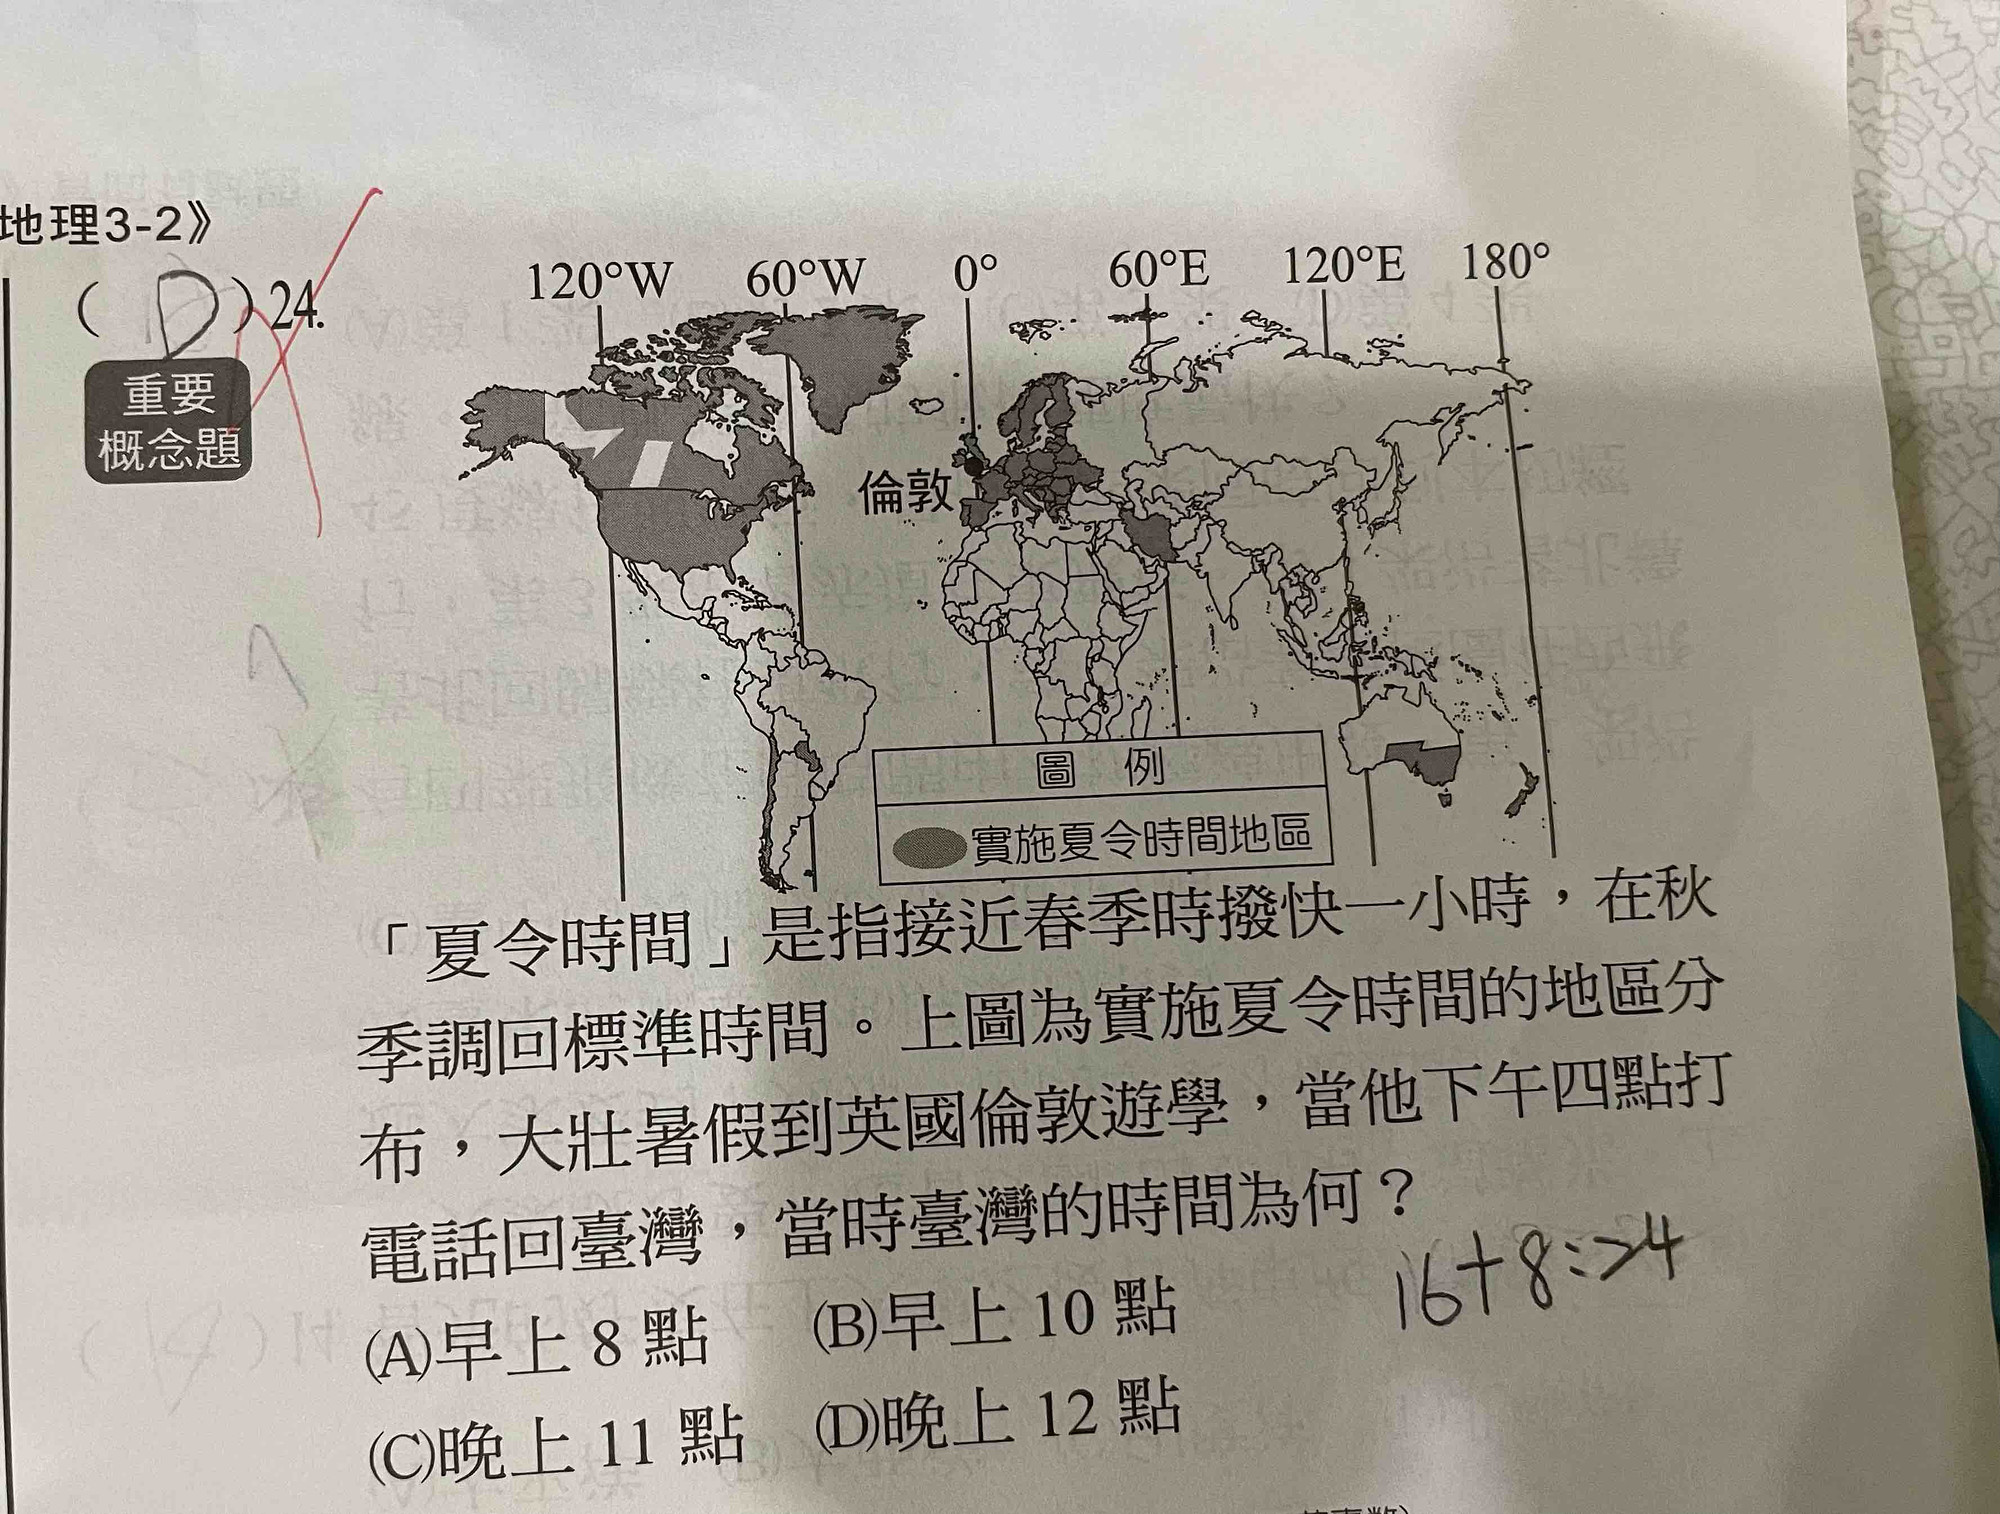 地理3-2》
( D ) 24.
重要
概念題
120°W 60°W 0° 60°E 120°E 180°
倫敦
圖 例
實施夏令時間地區
「夏令時間」是指接近春季時撥快一小時，在秋
季調回標準時間。上圖為實施夏令時間的地區分
布，大壯暑假到英國倫敦遊學，當他下午四點打
電話回臺灣，當時臺灣的時間為何？
16+8=24
(A)早上 8 點 (B)早上 10 點
(C)晚上 11 點 (D)晚上 12 點